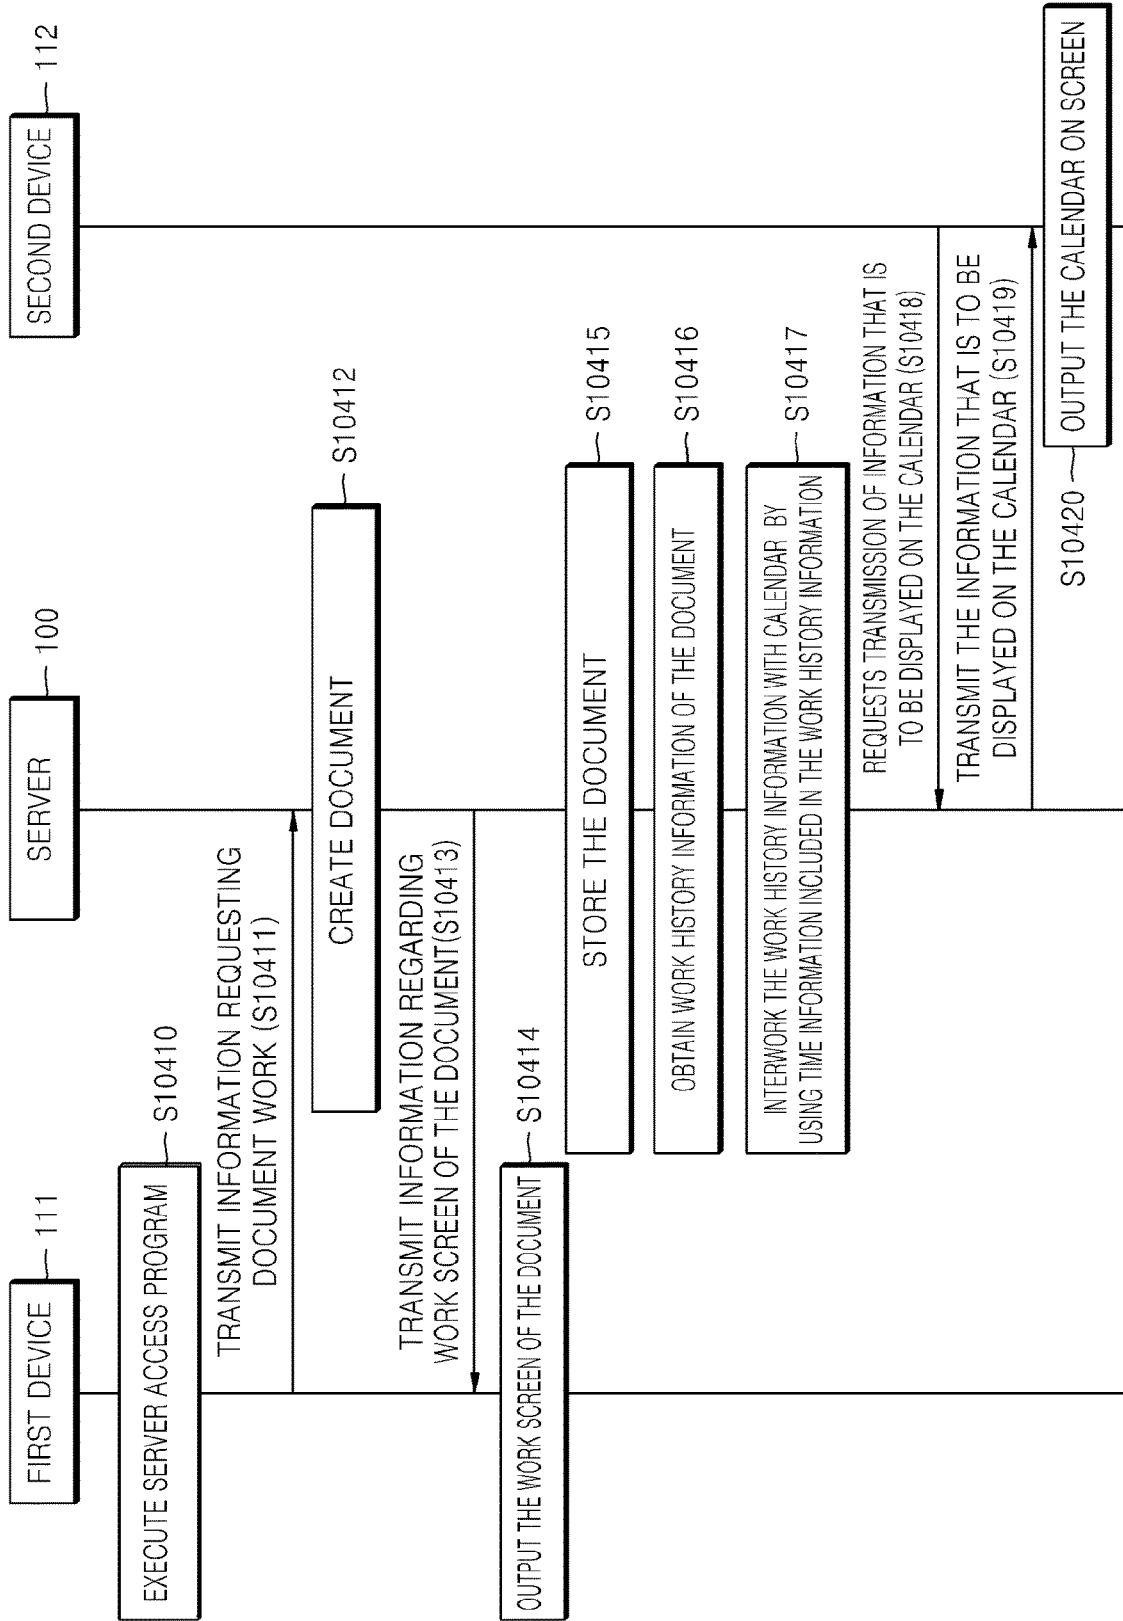 FIRST DEVICE
111
SERVER
100
SECOND DEVICE
112
EXECUTE SERVER ACCESS PROGRAM
S10410
TRANSMIT INFORMATION REQUESTING
DOCUMENT WORK (S10411)
CREATE DOCUMENT
S10412
TRANSMIT INFORMATION REGARDING
WORK SCREEN OF THE DOCUMENT(S10413)
OUTPUT THE WORK SCREEN OF THE DOCUMENT
S10414
STORE THE DOCUMENT
S10415
OBTAIN WORK HISTORY INFORMATION OF THE DOCUMENT
S10416
INTERWORK THE WORK HISTORY INFORMATION WITH CALENDAR BY
USING TIME INFORMATION INCLUDED IN THE WORK HISTORY INFORMATION
S10417
REQUESTS TRANSMISSION OF INFORMATION THAT IS
TO BE DISPLAYED ON THE CALENDAR (S10418)
TRANSMIT THE INFORMATION THAT IS TO BE
DISPLAYED ON THE CALENDAR (S10419)
S10420
OUTPUT THE CALENDAR ON SCREEN